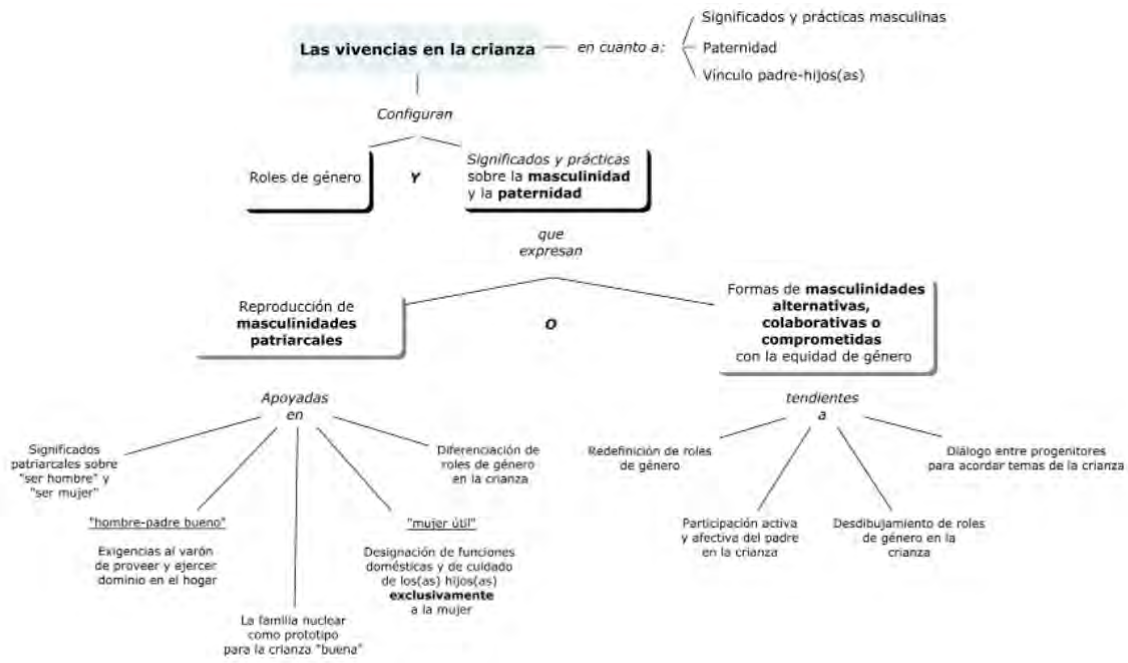 Las vivencias en la crianza
en cuanto a:
Significados y prácticas masculinas
Paternidad
Vínculo padre-hijos(as)
Configuran
Roles de género
Y
Significados y prácticas
sobre la masculinidad
y la paternidad
que
expresan
Reproducción de
masculinidades
patriarcales
O
Formas de masculinidades
alternativas,
colaborativas o
comprometidas
con la equidad de género
Apoyadas
en
Significados
patriarcales sobre
"ser hombre" y
"ser mujer"
"hombre-padre bueno"
Exigencias al varón
de proveer y ejercer
dominio en el hogar
La familia nuclear
como prototipo
para la crianza "buena"
"mujer útil"
Designación de funciones
domésticas y de cuidado
de los(as) hijos(as)
exclusivamente
a la mujer
Diferenciación de
roles de género
en la crianza
tendientes
a
Redefinición de roles
de género
Participación activa
y afectiva del padre
en la crianza
Desdibujamiento de roles
de género en la
crianza
Diálogo entre progenitores
para acordar temas de la crianza